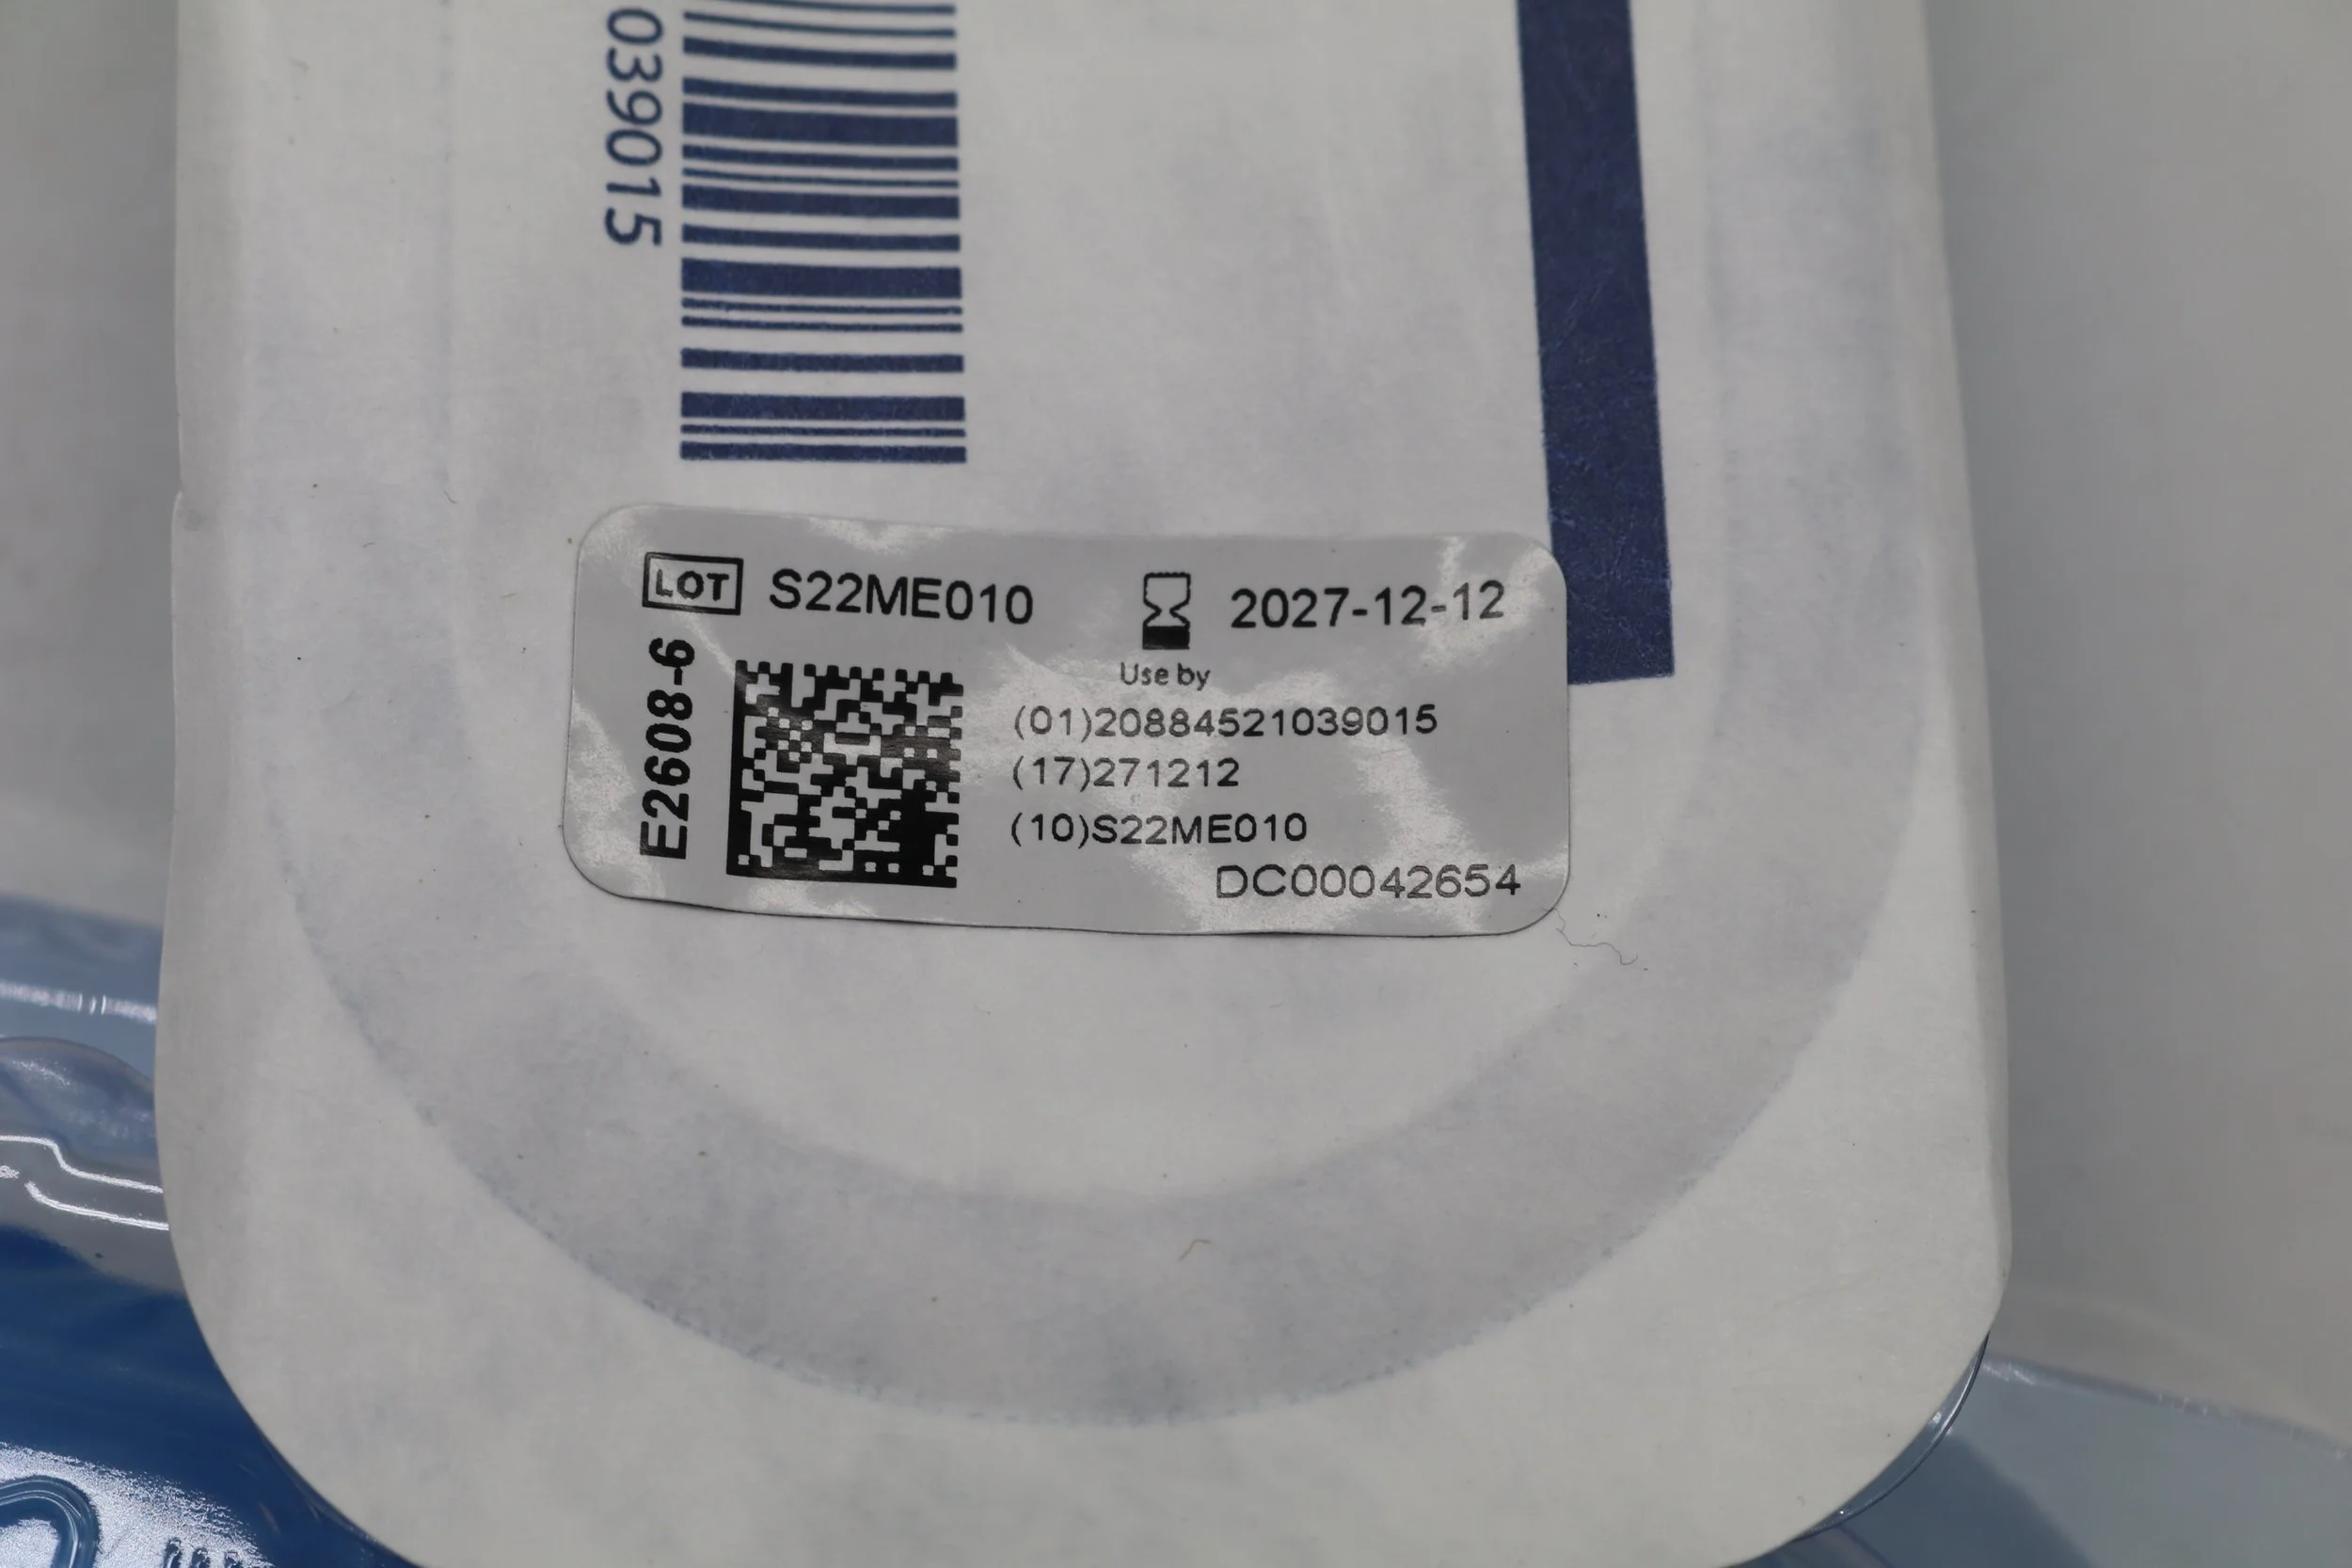 039015
LOT S22ME010 2027-12-12
Use by
E2608-6
(01)20884521039015
(17)271212
(10)S22ME010
DC00042654